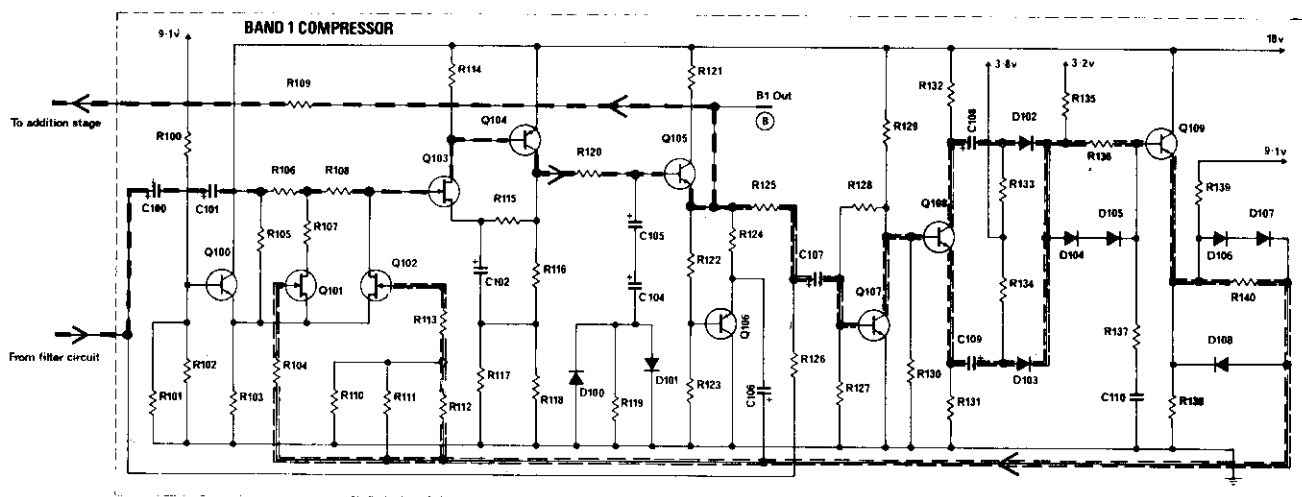 BAND 1 COMPRESSOR
9·1v
18v
R114
R121
3·8v
3·2v
R132
C108
D102
R135
R109
B1 Out
B
To addition stage
Q104
R129
Q109
R100
Q105
R136
9·1v
R120
Q103
R106
R108
R115
R125
R128
R133
R139
D107
C100
C101
R105
R107
C105
R124
Q108
D104
D105
D106
Q100
Q102
C102
R116
R122
C107
Q101
C104
Q107
R134
R140
R113
Q106
From filter circuit
R104
C109
R137
D108
R102
R126
D103
R101
R103
R110
R111
R112
R117
R118
D100
R119
D101
R123
C106
R127
R130
R131
C110
R138